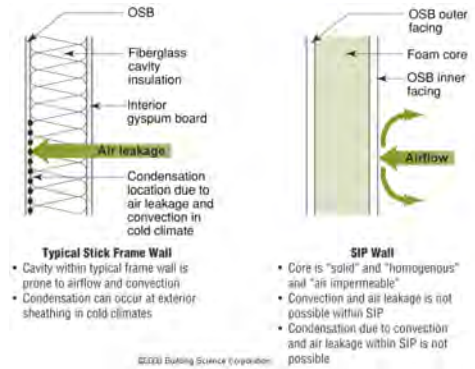 OSB
Fiberglass
cavity
insulation
Interior
gyspum board
Air leakage
Condensation
location due to
air leakage and
convection in
cold climate
Typical Stick Frame Wall
• Cavity within typical frame wall is
prone to airflow and convection
• Condensation can occur at exterior
sheathing in cold climates
OSB outer
facing
Foam core
OSB inner
facing
Airflow
SIP Wall
• Core is "solid" and "homogenous"
and "air impermeable"
• Convection and air leakage is not
possible within SIP
• Condensation due to convection
and air leakage within SIP is not
possible
Building Science Corporation